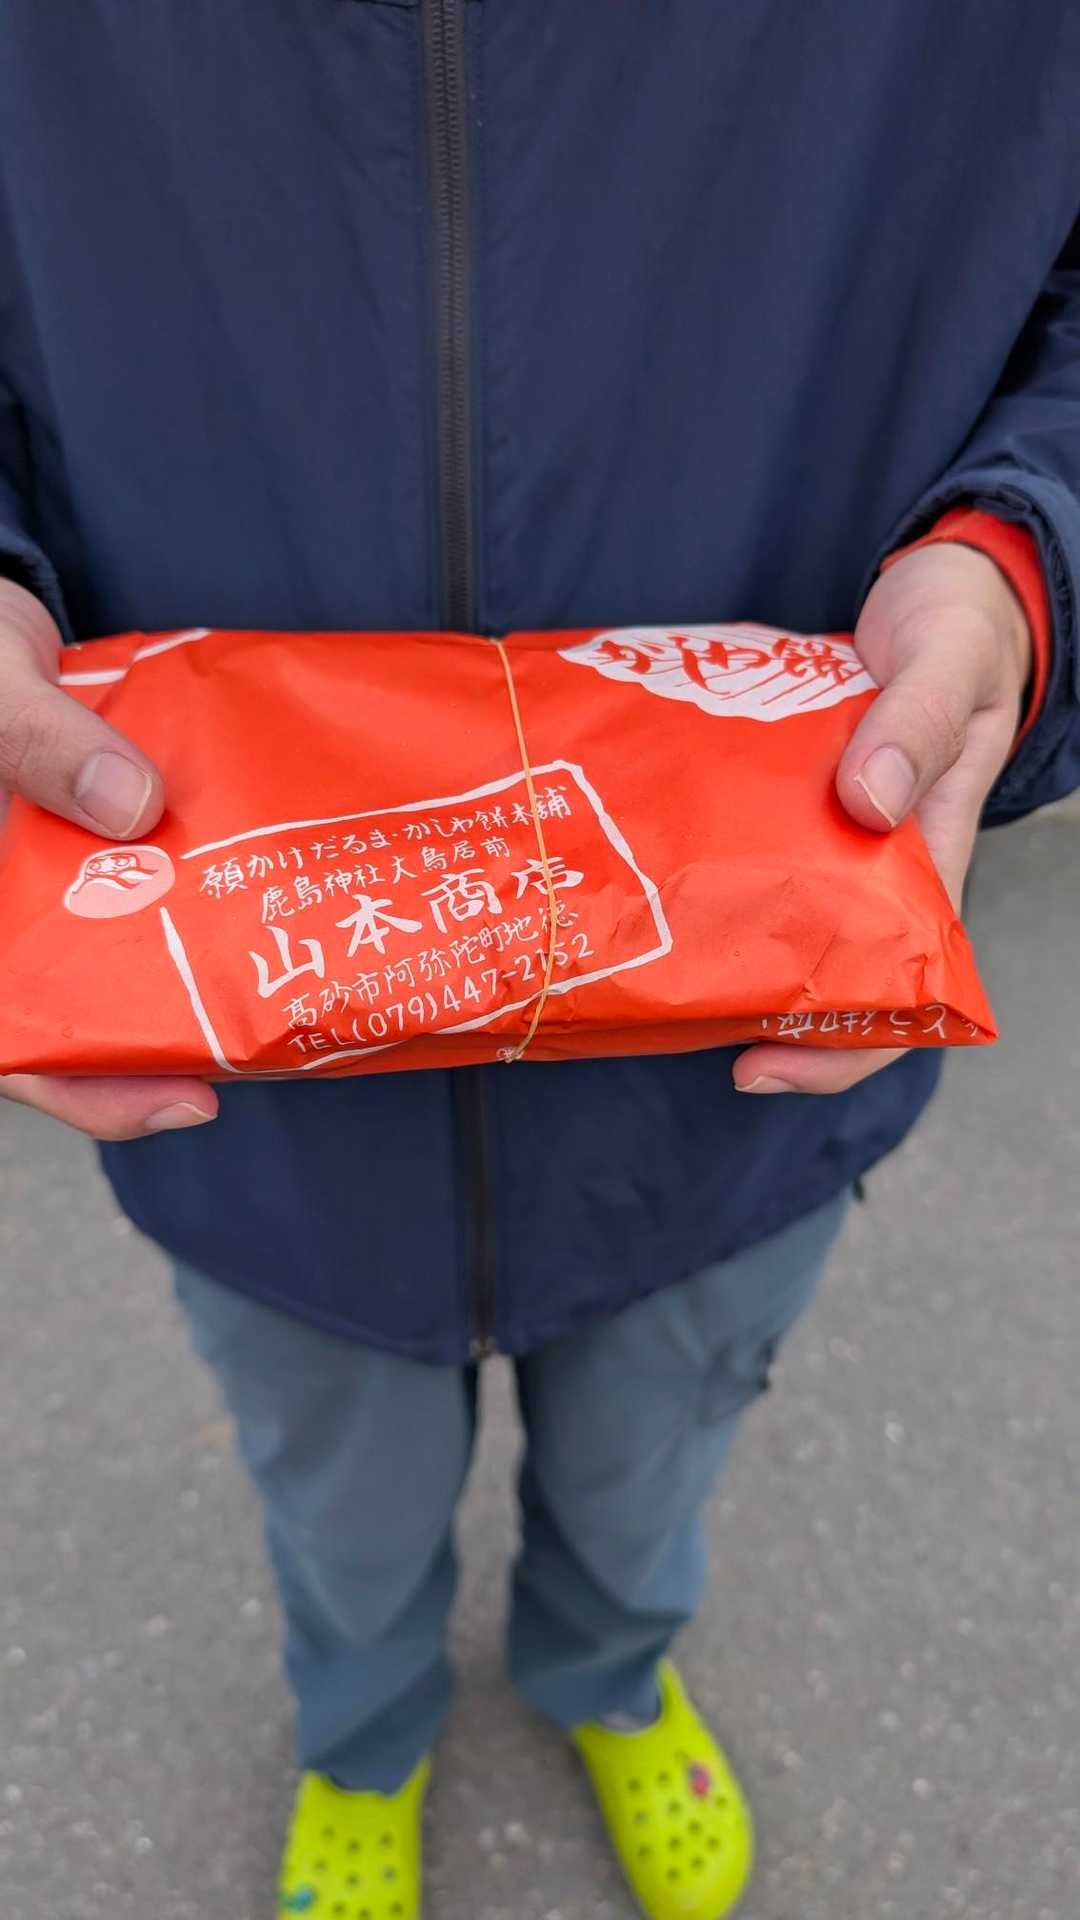 かしわ餅
願かけだるま・かしわ餅本舗
鹿島神社大鳥居前
山本商店
高砂市阿弥陀町地徳
TEL(079)447-2152